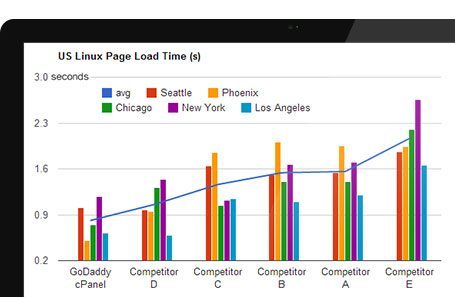 US Linux Page Load Time (s)
3.0 seconds
avg Seattle Phoenix
Chicago New York Los Angeles
2.3
1.6
0.9
0.2
GoDaddy cPanel
Competitor D
Competitor C
Competitor B
Competitor A
Competitor E